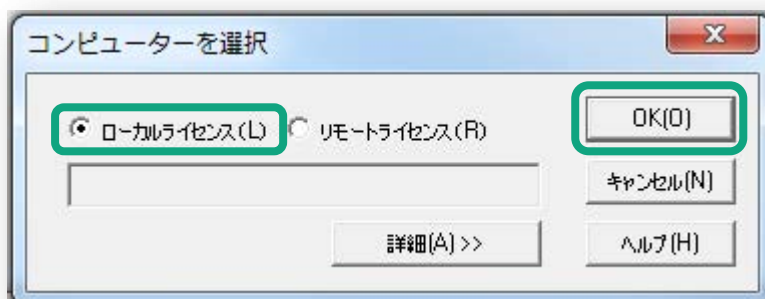 コンピューターを選択
ローカルライセンス(L) リモートライセンス(R)
OK(O)
キャンセル(N)
詳細(A) >>
ヘルプ(H)